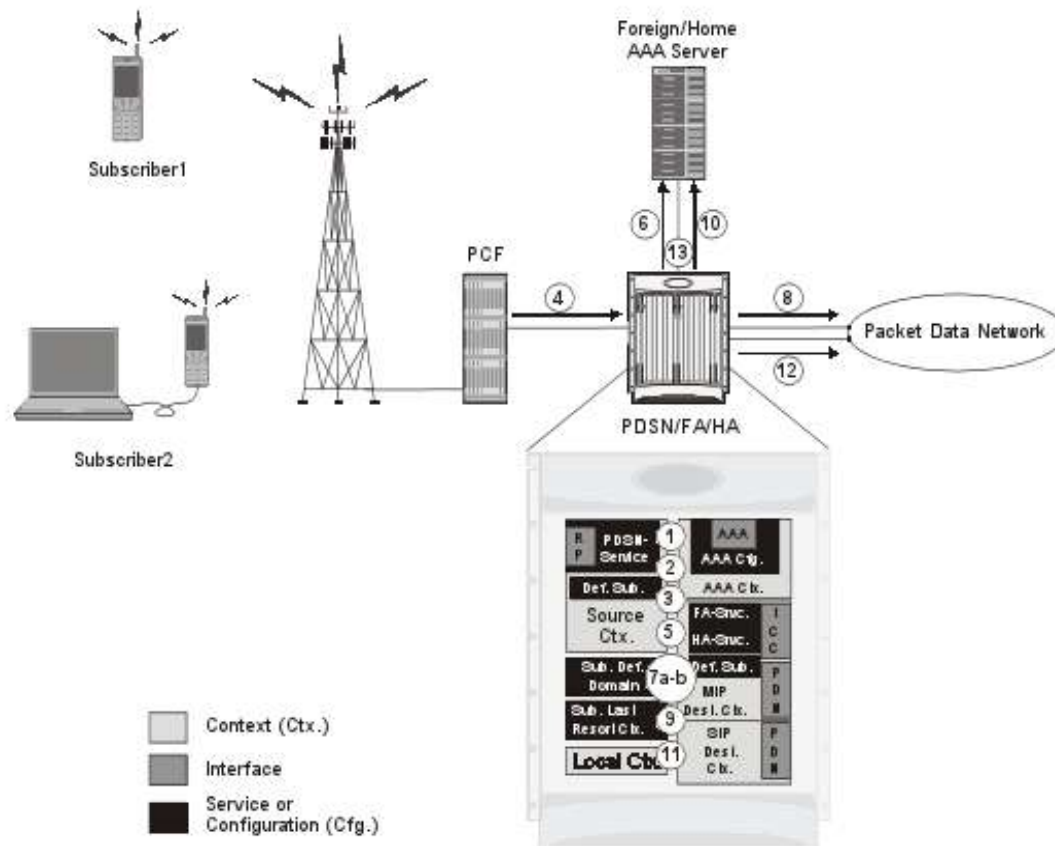 Foreign/Home
AAA Server
Subscriber1
6
10
13
PCF
4
8
Packet Data Network
12
PDSN/FA/HA
Subscriber2
R
P
PDSN-
Service
1
AAA
AAA Cfg.
2
Def. Sub.
AAA Ctx.
3
Source
Ctx.
5
FA-Svc.
HA-Svc.
I
C
C
Sub. Def.
Domain
7a-b
Def. Sub.
MIP
Dest. Ctx.
P
D
N
Sub. Last
Resort Ctx.
9
SIP
Dest.
Ctx.
P
D
N
Local Ctx
11
Context (Ctx.)
Interface
Service or
Configuration (Cfg.)